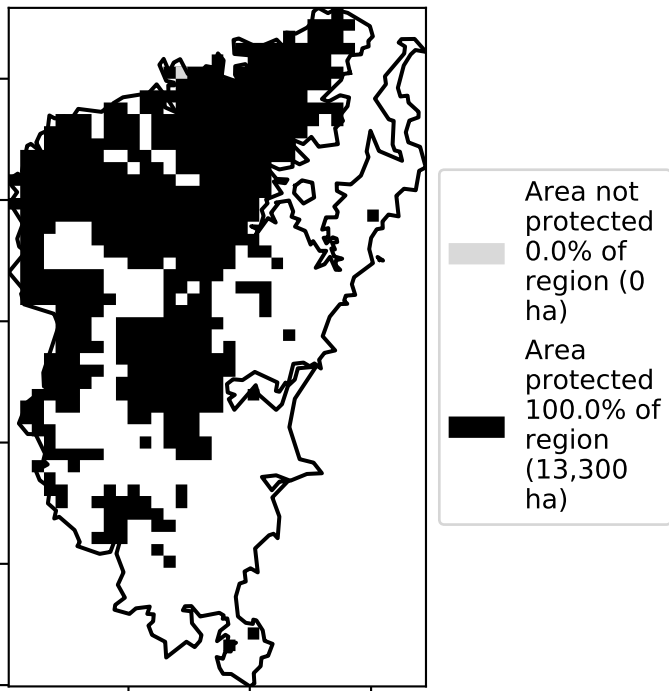 Area not
protected
0.0% of
region (0
ha)
Area
protected
100.0% of
region
(13,300
ha)